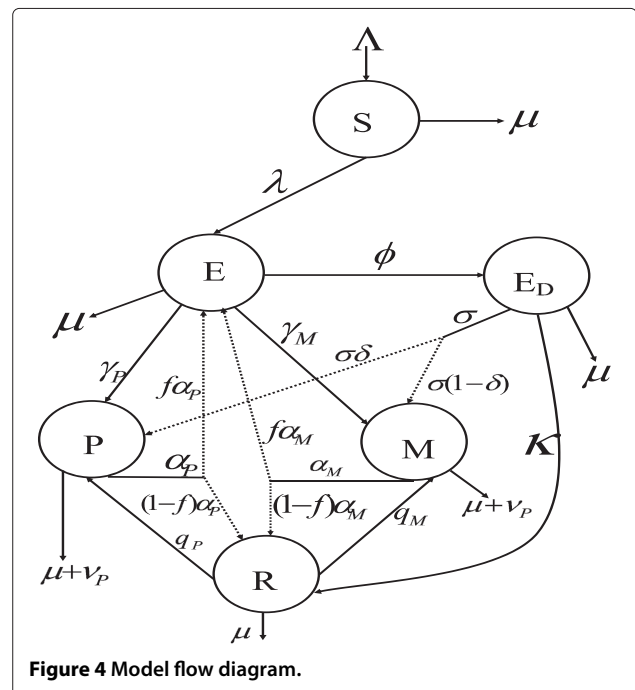 Λ
S
μ
λ
E
ϕ
E_D
σ
μ
γ_M
σδ
μ
γ_P
fα_P
σ(1−δ)
P
fα_M
M
κ
α_P
α_M
(1−f)α_P
(1−f)α_M
q_M
μ+ν_P
q_P
R
μ+ν_P
μ
Figure 4 Model flow diagram.